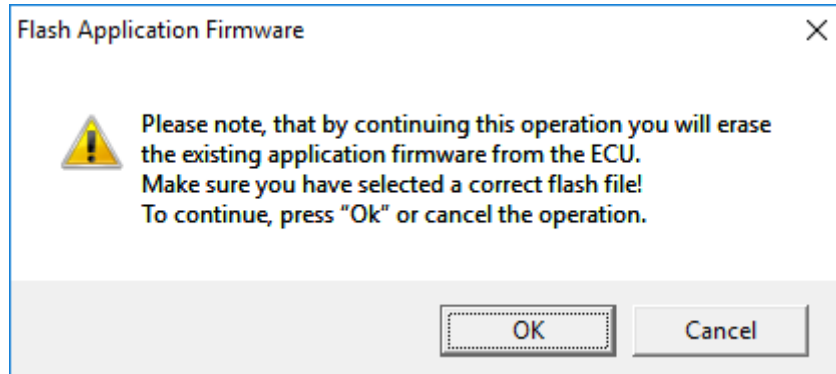 Flash Application Firmware
Please note, that by continuing this operation you will erase
the existing application firmware from the ECU.
Make sure you have selected a correct flash file!
To continue, press “Ok” or cancel the operation.
OK
Cancel